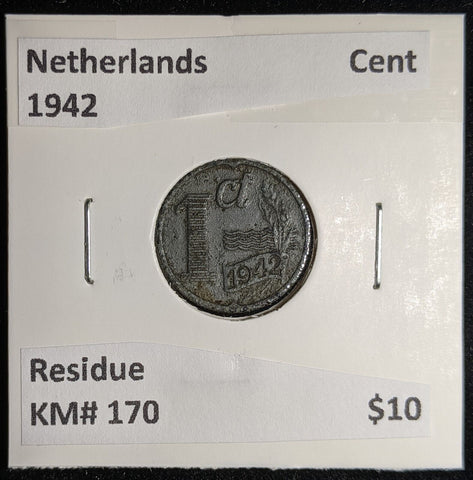 Netherlands Cent
1942
1 ct
1942
Residue
KM# 170 $10